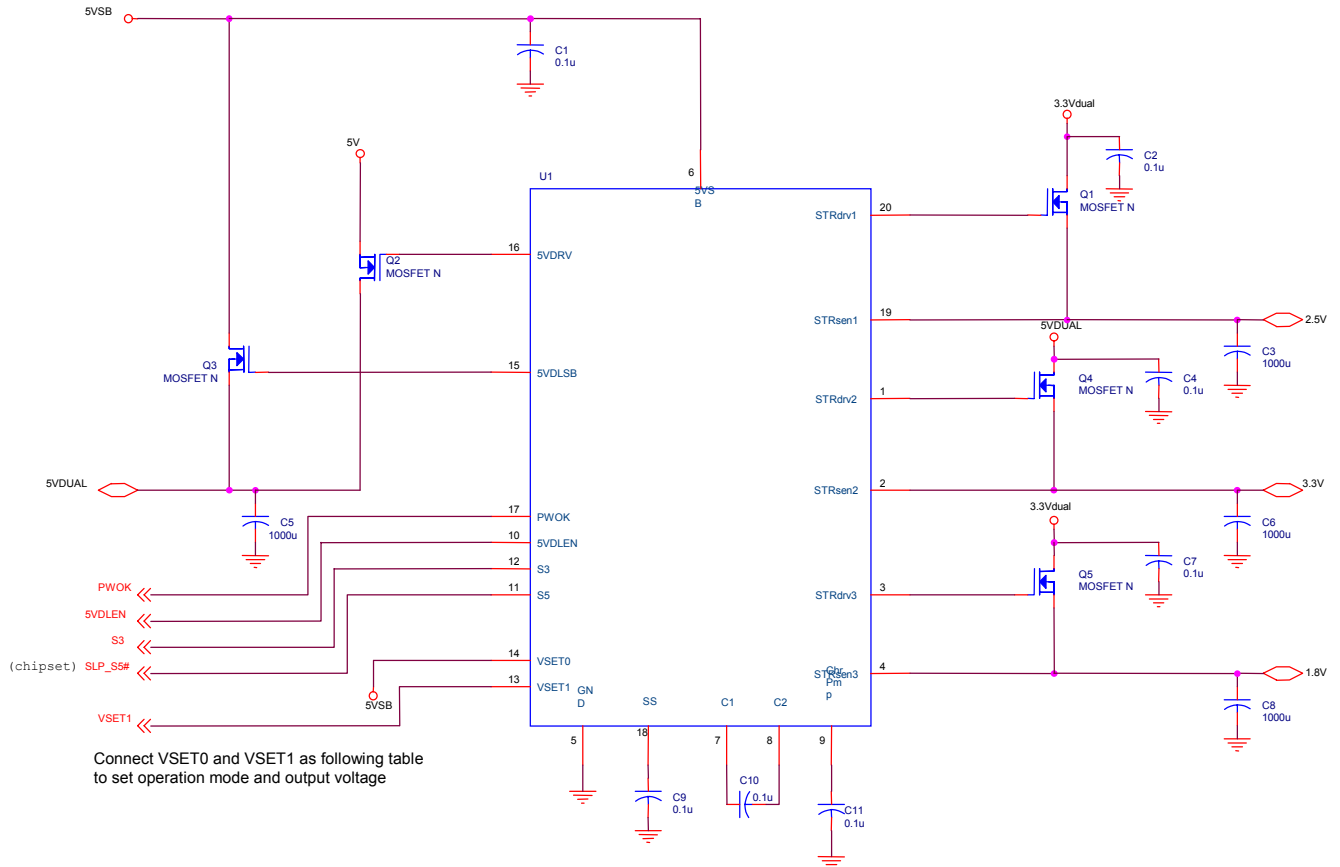 5VSB
C1
0.1u
3.3Vdual
C2
0.1u
5V
U1
6
5VS
B
Q1
MOSFET N
20
STRdrv1
16
5VDRV
Q2
MOSFET N
19
STRsen1
2.5V
5VDUAL
C3
1000u
Q3
MOSFET N
15
5VDLSB
Q4
MOSFET N
C4
0.1u
1
STRdrv2
5VDUAL
2
STRsen2
3.3V
C5
1000u
17
PWOK
3.3Vdual
C6
1000u
10
5VDLEN
12
S3
C7
0.1u
Q5
MOSFET N
11
S5
3
STRdrv3
PWOK
5VDLEN
S3
(chipset) SLP_S5#
14
VSET0
4
STRsen3
1.8V
13
VSET1
5VSB
GN
D
SS
C1
C2
Chr
Pm
p
C8
1000u
VSET1
5
18
7
8
9
Connect VSET0 and VSET1 as following table
to set operation mode and output voltage
C9
0.1u
C10
0.1u
C11
0.1u